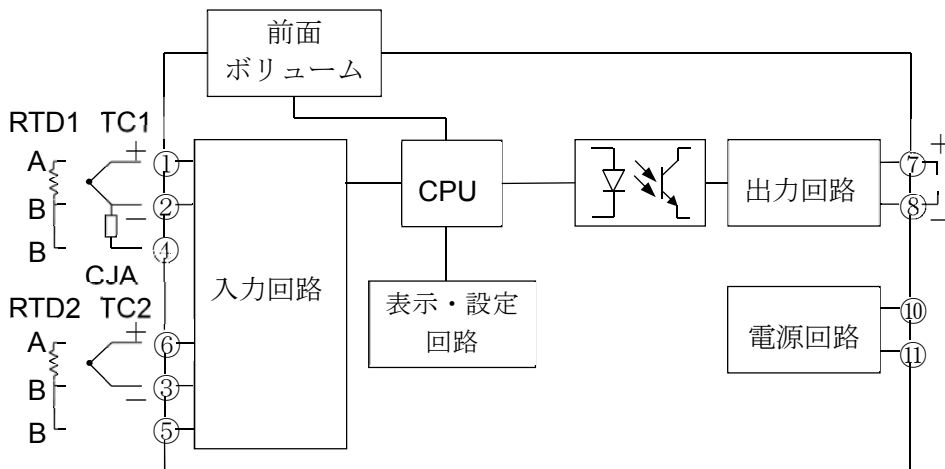 前面
ボリューム
RTD1 TC1
A
B
B
+
−
①
②
④
CJA
RTD2 TC2
A
B
B
+
−
⑥
③
⑤
入力回路
CPU
表示・設定
回路
出力回路
⑦
⑧
+
−
電源回路
⑩
⑪